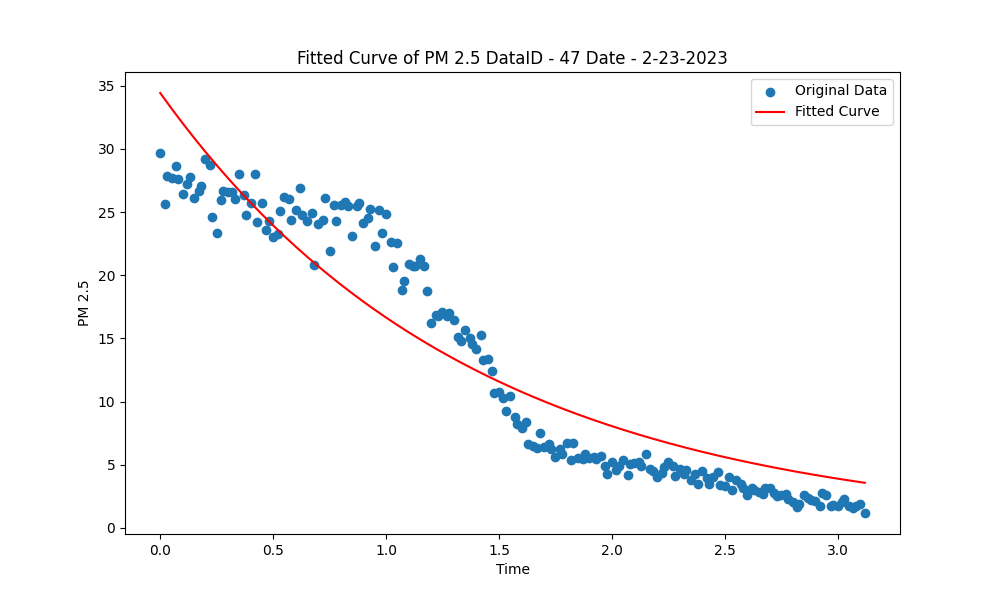 Fitted Curve of PM 2.5 DataID - 47 Date - 2-23-2023
Original Data
Fitted Curve
35
30
25
20
15
10
5
0
PM 2.5
0.0 0.5 1.0 1.5 2.0 2.5 3.0
Time